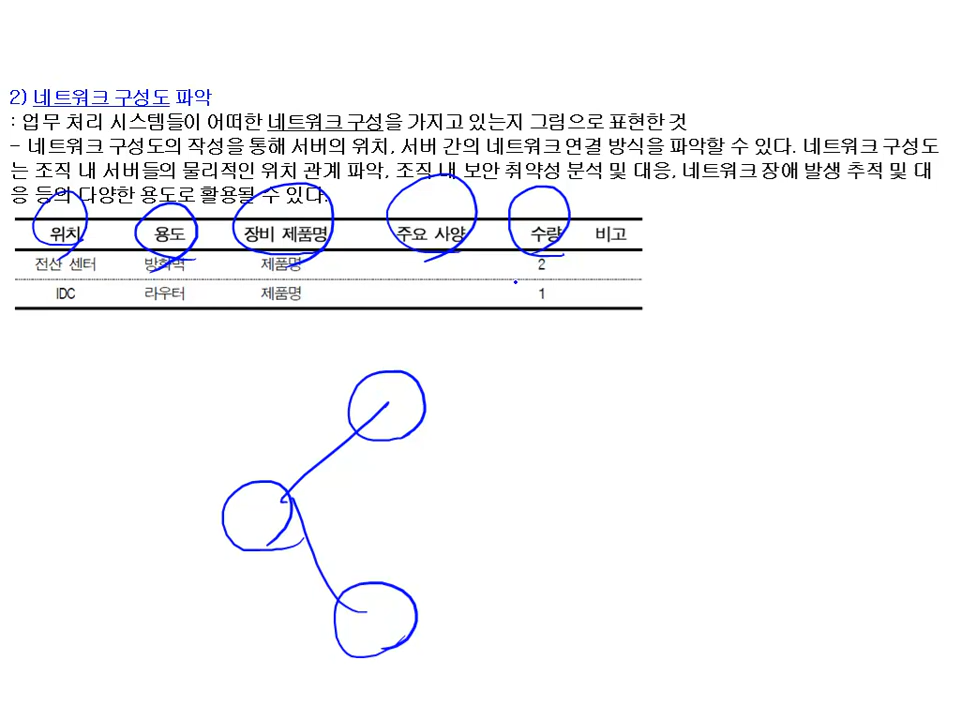 2) 네트워크 구성도 파악
: 업무 처리 시스템들이 어떠한 네트워크 구성을 가지고 있는지 그림으로 표현한 것
- 네트워크 구성도의 작성을 통해 서버의 위치, 서버 간의 네트워크 연결 방식을 파악할 수 있다. 네트워크 구성도
는 조직 내 서버들의 물리적인 위치 관계 파악, 조직 내 보안 취약성 분석 및 대응, 네트워크 장애 발생 추적 및 대
응 등의 다양한 용도로 활용될 수 있다.
위치 용도 장비 제품명 주요 사양 수량 비고
전산 센터 방화벽 제품명 2
IDC 라우터 제품명 1